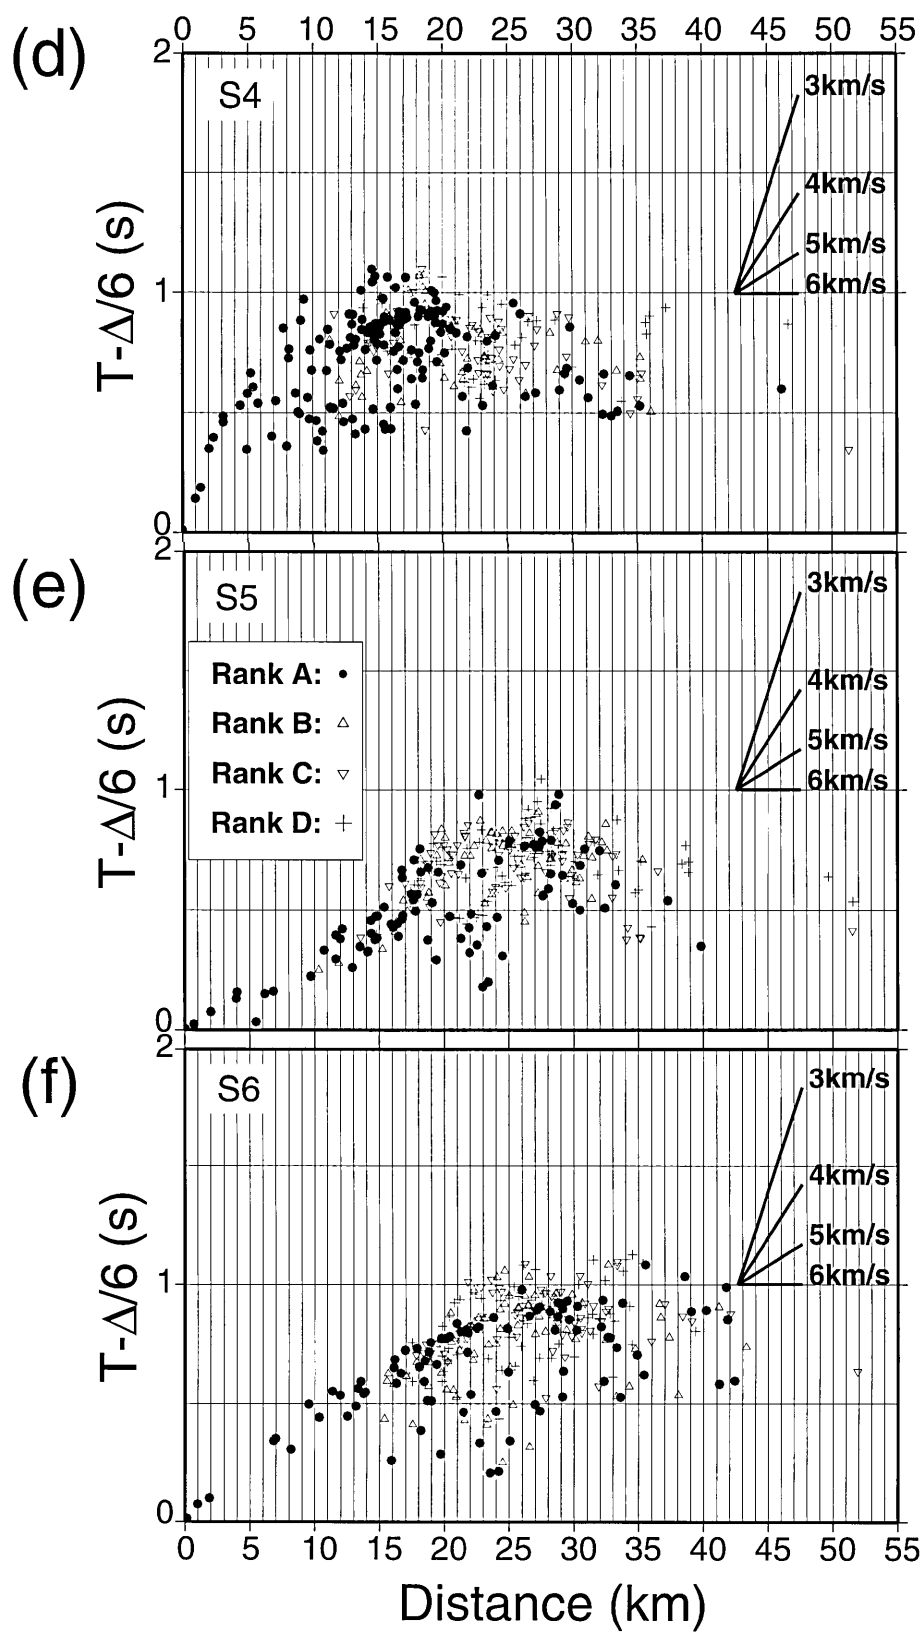 (d)
0 5 10 15 20 25 30 35 40 45 50 55
2
S4
3km/s
4km/s
5km/s
6km/s
T-Δ/6 (s)
1
0
(e)
2
S5
3km/s
4km/s
5km/s
6km/s
Rank A:
Rank B:
Rank C:
Rank D:
T-Δ/6 (s)
1
0
(f)
2
S6
3km/s
4km/s
5km/s
6km/s
T-Δ/6 (s)
1
0
0 5 10 15 20 25 30 35 40 45 50 55
Distance (km)